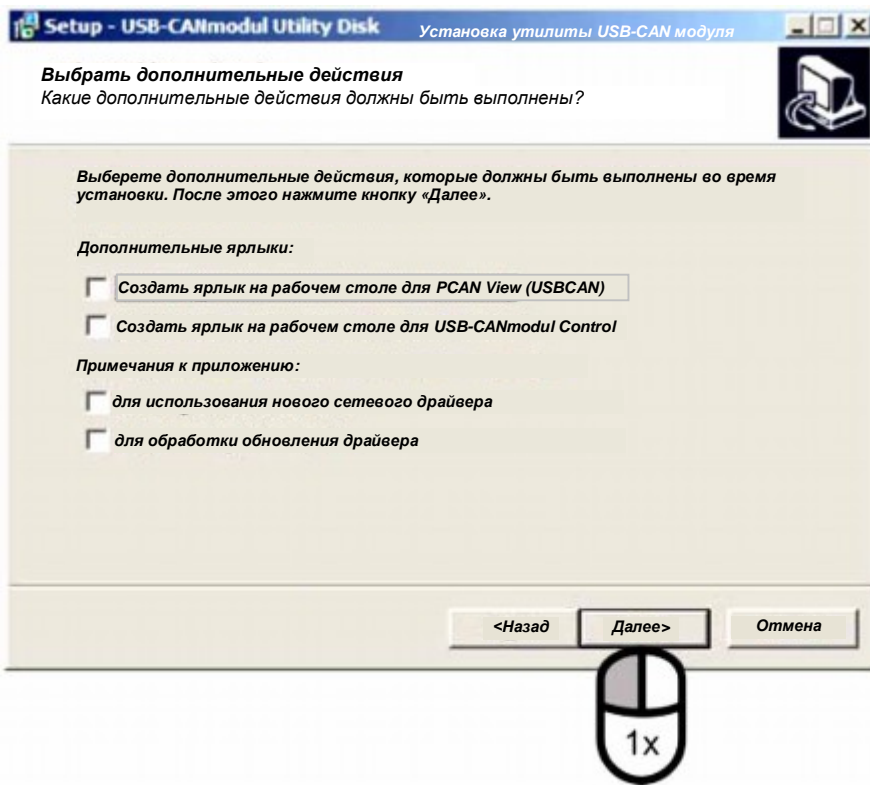 Setup - USB-CANmodul Utility Disk Установка утилиты USB-CAN модуля
Выбрать дополнительные действия
Какие дополнительные действия должны быть выполнены?
Выберете дополнительные действия, которые должны быть выполнены во время
установки. После этого нажмите кнопку «Далее».
Дополнительные ярлыки:
Создать ярлык на рабочем столе для PCAN View (USBCAN)
Создать ярлык на рабочем столе для USB-CANmodul Control
Примечания к приложению:
для использования нового сетевого драйвера
для обработки обновления драйвера
<Назад Далее> Отмена
1x